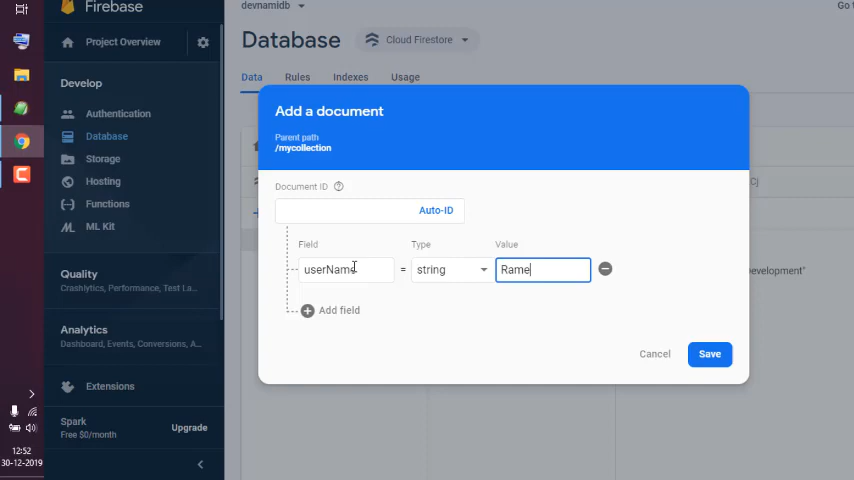 Firebase
Project Overview
Develop
Authentication
Database
Storage
Hosting
Functions
ML Kit
Quality
Crashlytics, Performance, Test La...
Analytics
Dashboard, Events, Conversions, A...
Extensions
Spark
Free $0/month
Upgrade
12:52
30-12-2019
devnamidb
Go
Database
Cloud Firestore
Data Rules Indexes Usage
Add a document
Parent path
/mycollection
Document ID
Auto-ID
Field Type Value
userName = string Rame
Add field
Cancel Save
Cj
evelopment"